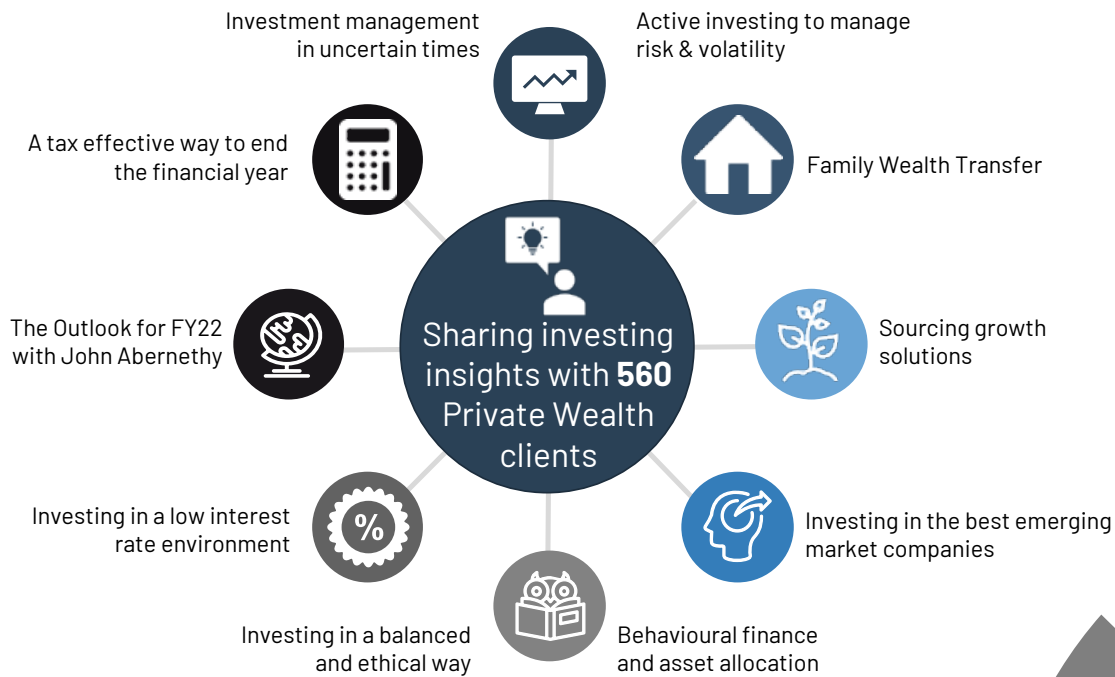 Investment management
in uncertain times
Active investing to manage
risk & volatility
A tax effective way to end
the financial year
Family Wealth Transfer
The Outlook for FY22
with John Abernethy
Sharing investing
insights with 560
Private Wealth
clients
Sourcing growth
solutions
Investing in a low interest
rate environment
%
Investing in the best emerging
market companies
Investing in a balanced
and ethical way
Behavioural finance
and asset allocation